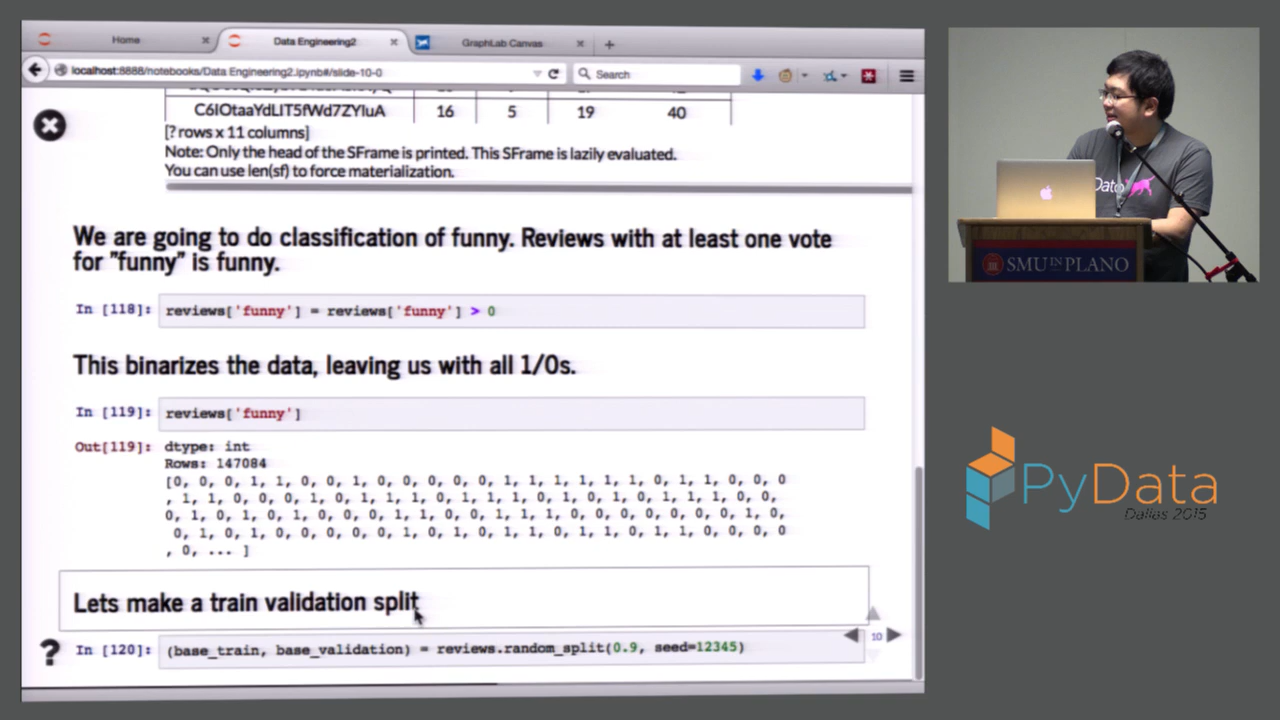 Home
Data Engineering2
GraphLab Canvas
localhost:8888/notebooks/Data Engineering2.ipynb#/slide-10-0
Search
C6IOtaaYdLIT5fWd7ZYIuA 16 5 19 40
[? rows x 11 columns]
Note: Only the head of the SFrame is printed. This SFrame is lazily evaluated.
You can use len(sf) to force materialization.
We are going to do classification of funny. Reviews with at least one vote
for "funny" is funny.
In [118]: reviews['funny'] = reviews['funny'] > 0
This binarizes the data, leaving us with all 1/0s.
In [119]: reviews['funny']
Out[119]: dtype: int
Rows: 147084
[0, 0, 0, 1, 1, 0, 0, 1, 0, 0, 0, 0, 0, 1, 1, 1, 1, 1, 1, 0, 1, 1, 0, 0, 0
, 1, 1, 0, 0, 0, 1, 0, 1, 0, 0, 1, 1, 1, 0, 1, 0, 1, 0, 1, 1, 1, 0, 0,
0, 1, 0, 1, 0, 1, 0, 0, 0, 1, 1, 0, 0, 1, 1, 1, 0, 0, 0, 0, 0, 0, 1, 0,
0, 1, 0, 1, 0, 0, 0, 0, 0, 1, 0, 1, 0, 1, 1, 0, 1, 0, 1, 1, 0, 0, 0, 0
, 0, ... ]
Lets make a train validation split
In [120]: (base_train, base_validation) = reviews.random_split(0.9, seed=12345)
10
Dato
SMU IN PLANO
PyData
Dallas 2015